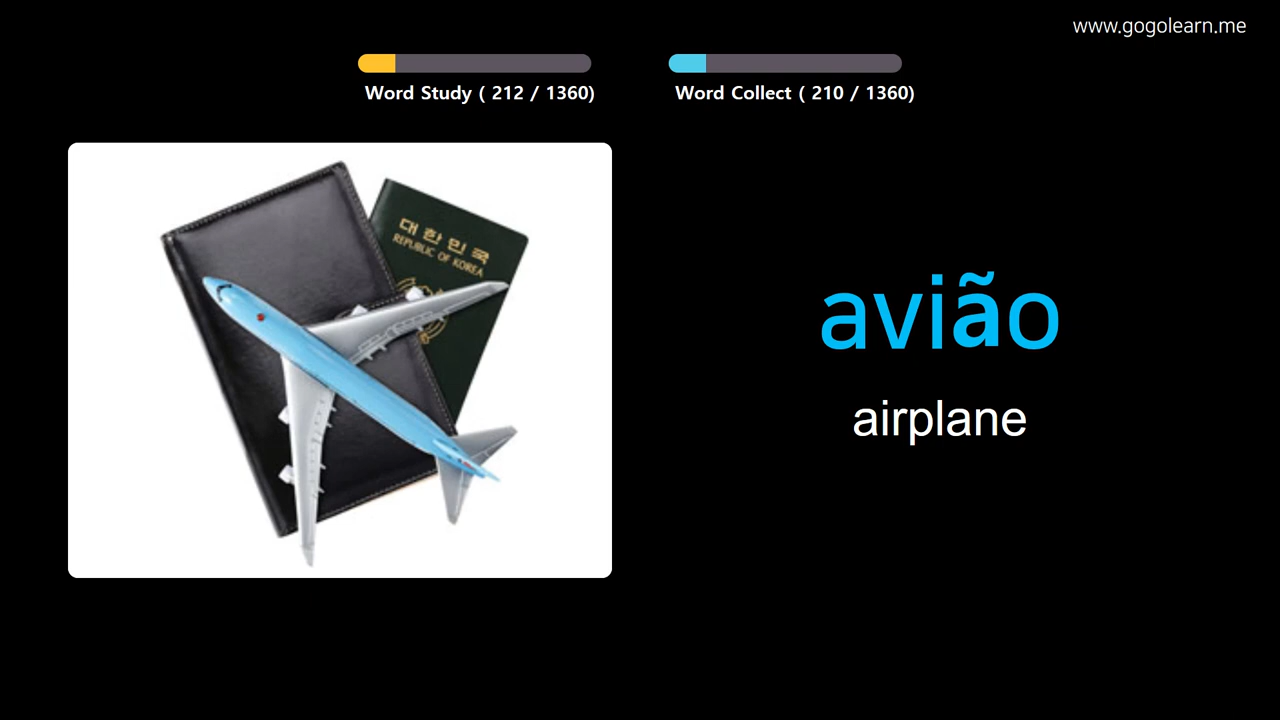 www.gogolearn.me
Word Study ( 212 / 1360)
Word Collect ( 210 / 1360)
대한민국
REPUBLIC OF KOREA
avião
airplane